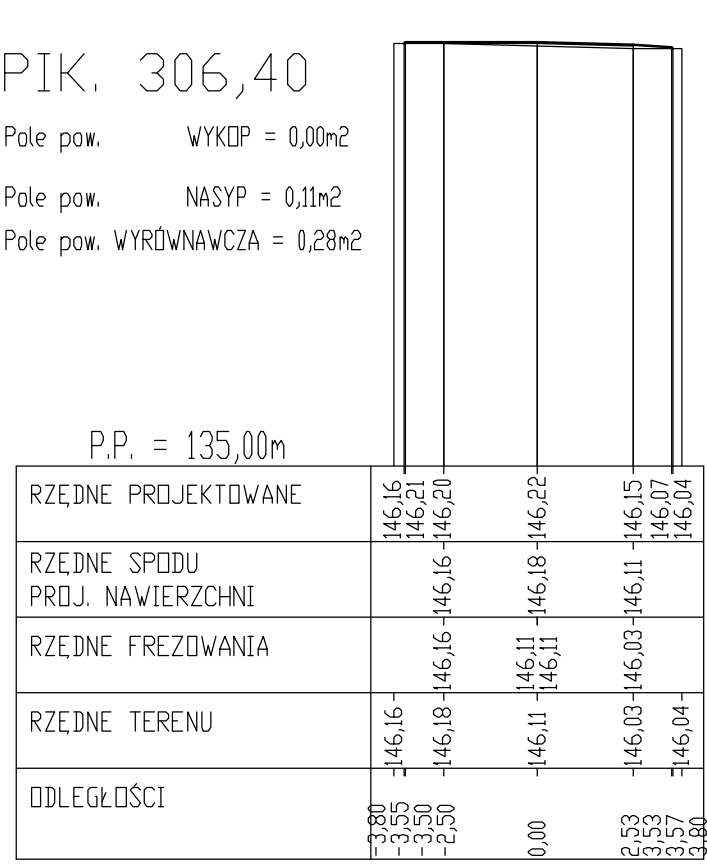 PIK. 306,40
Pole pow. WYKOP = 0,00m2
Pole pow. NASYP = 0,11m2
Pole pow. WYRÓWNAWCZA = 0,28m2
P.P. = 135,00m
RZĘDNE PROJEKTOWANE 146,16 146,21 146,20 146,22 146,15 146,07 146,04
RZĘDNE SPODU
PROJ. NAWIERZCHNI 146,16 146,18 146,11
RZĘDNE FREZOWANIA 146,16 146,11 146,11 146,03
RZĘDNE TERENU 146,16 146,18 146,11 146,03 146,04
ODLEGŁOŚCI -3,80 -3,55 -3,50 -2,50 0,00 2,53 3,53 3,57 3,80